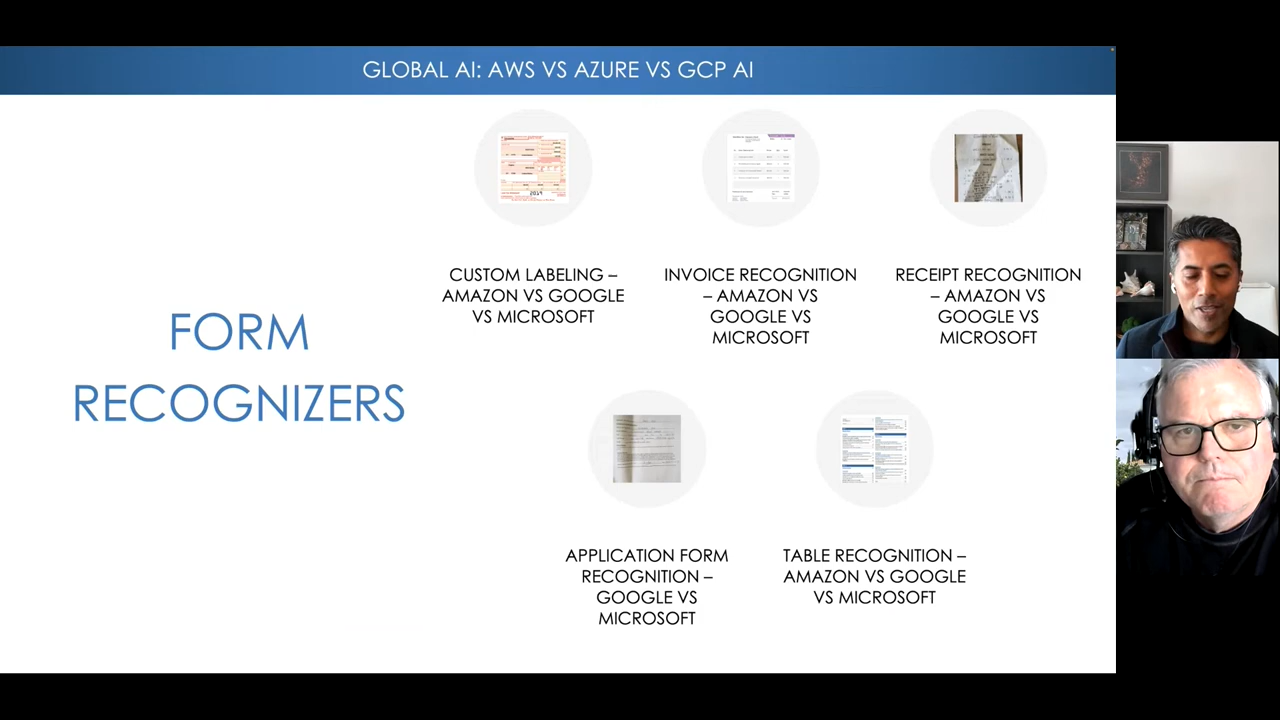 GLOBAL AI: AWS VS AZURE VS GCP AI
FORM
RECOGNIZERS
CUSTOM LABELING –
AMAZON VS GOOGLE
VS MICROSOFT
INVOICE RECOGNITION
– AMAZON VS
GOOGLE VS
MICROSOFT
RECEIPT RECOGNITION
– AMAZON VS
GOOGLE VS
MICROSOFT
APPLICATION FORM
RECOGNITION –
GOOGLE VS
MICROSOFT
TABLE RECOGNITION –
AMAZON VS GOOGLE
VS MICROSOFT
2019